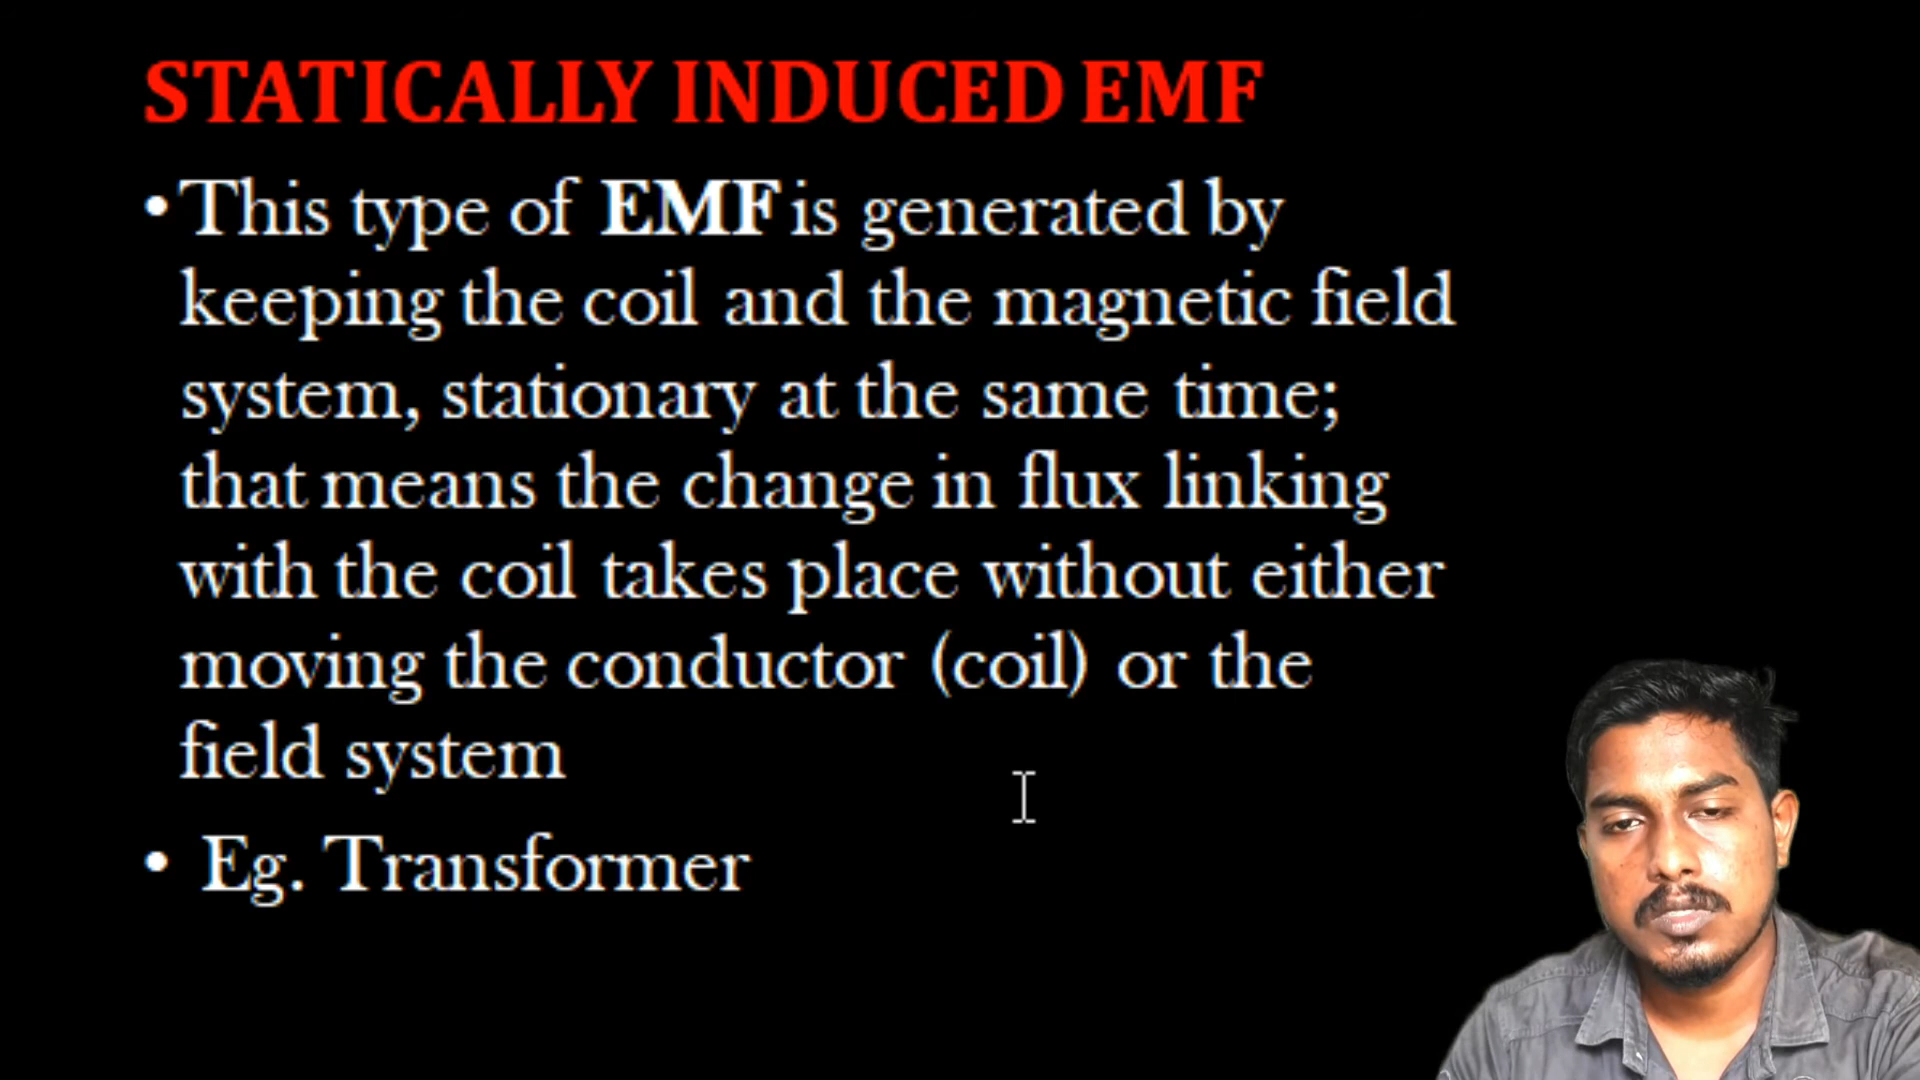 STATICALLY INDUCED EMF
• This type of EMF is generated by
keeping the coil and the magnetic field
system, stationary at the same time;
that means the change in flux linking
with the coil takes place without either
moving the conductor (coil) or the
field system
• Eg. Transformer